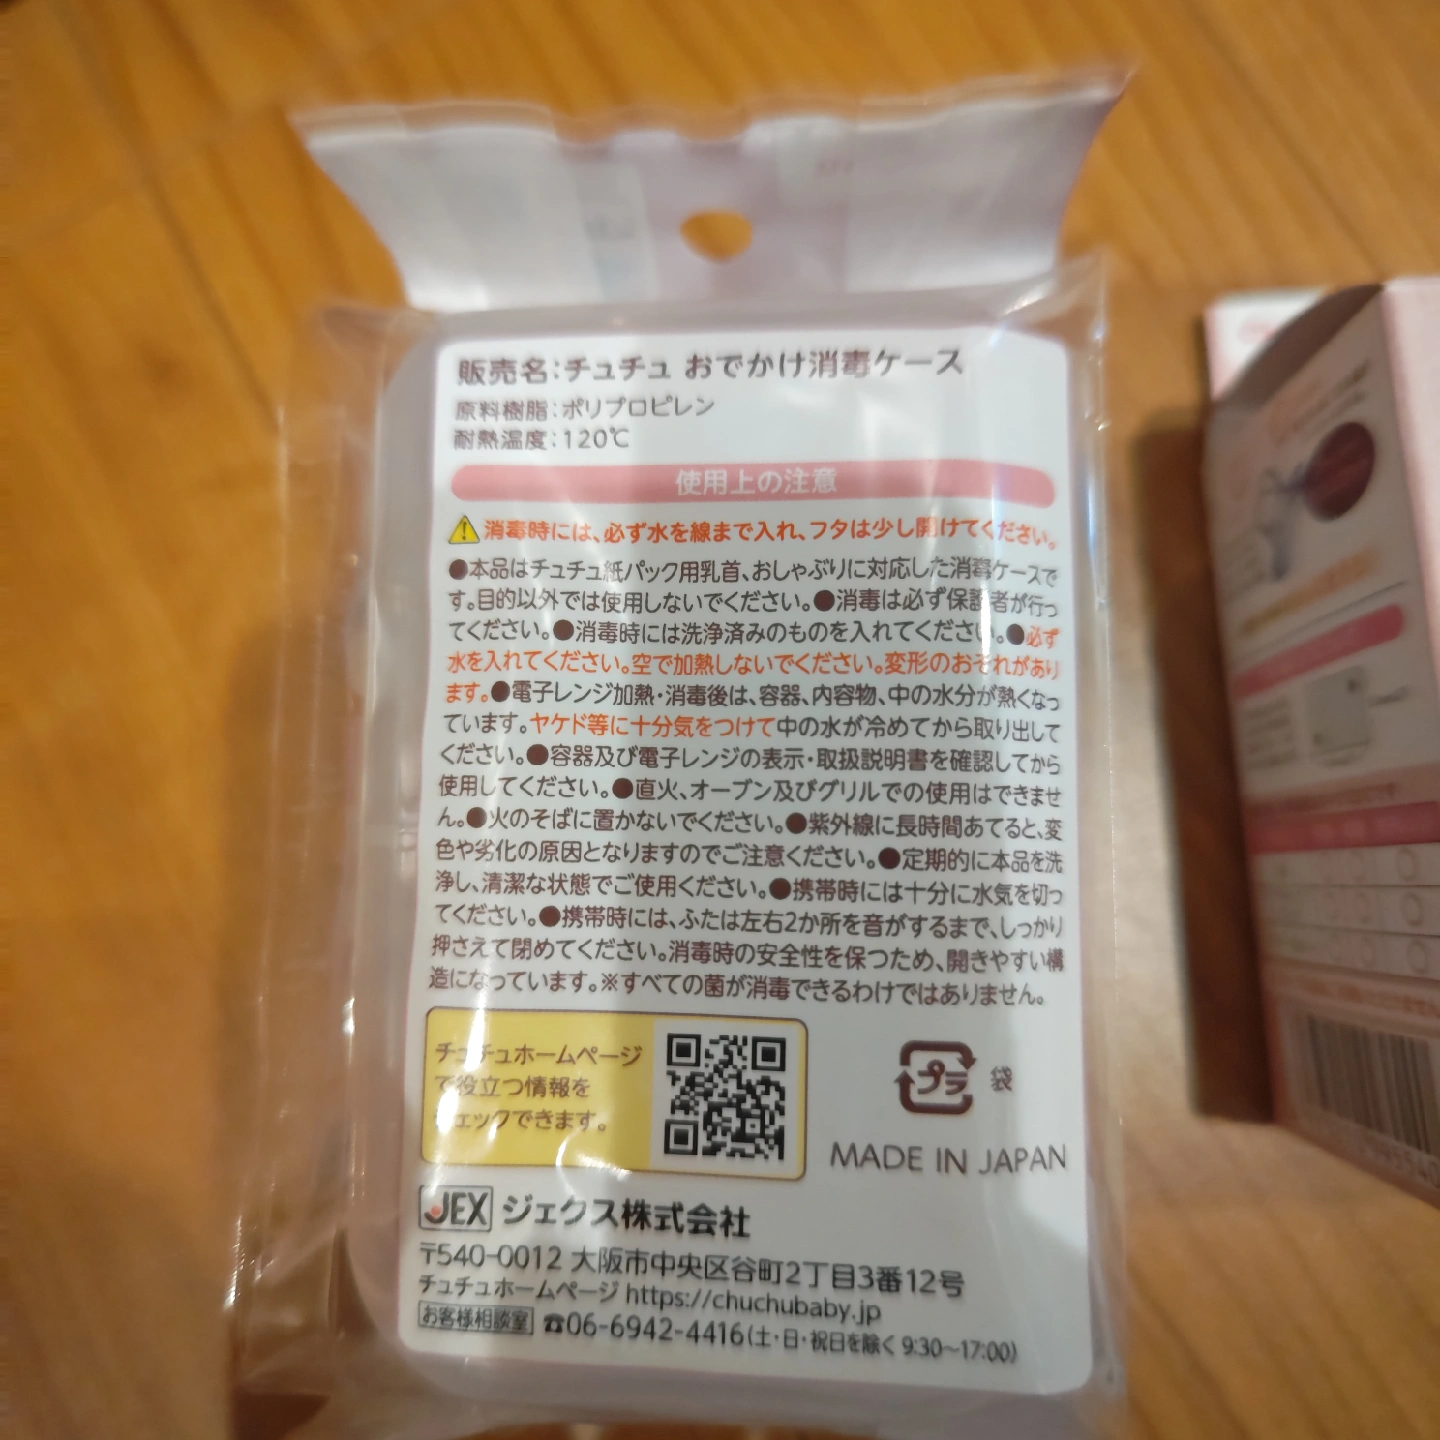 販売名:チュチュ おでかけ消毒ケース
原料樹脂:ポリプロピレン
耐熱温度:120℃
使用上の注意
消毒時には、必ず水を線まで入れ、フタは少し開けてください。
●本品はチュチュ紙パック用乳首、おしゃぶりに対応した消毒ケースで
す。目的以外では使用しないでください。●消毒は必ず保護者が行っ
てください。●消毒時には洗浄済みのものを入れてください。●必ず
水を入れてください。空で加熱しないでください。変形のおそれがあり
ます。●電子レンジ加熱・消毒後は、容器、内容物、中の水分が熱くなっ
ています。ヤケド等に十分気をつけて中の水が冷めてから取り出して
ください。●容器及び電子レンジの表示・取扱説明書を確認してから
使用してください。●直火、オーブン及びグリルでの使用はできませ
ん。●火のそばに置かないでください。●紫外線に長時間あてると、変
色や劣化の原因となりますのでご注意ください。●定期的に本品を洗
浄し、清潔な状態でご使用ください。●携帯時には十分に水気を切っ
てください。●携帯時には、ふたは左右2か所を音がするまで、しっかり
押さえて閉めてください。消毒時の安全性を保つため、開きやすい構
造になっています。※すべての菌が消毒できるわけではありません。
チュチュホームページ
で役立つ情報を
チェックできます。
プラ 袋
MADE IN JAPAN
JEX ジェクス株式会社
〒540-0012 大阪市中央区谷町2丁目3番12号
チュチュホームページ https://chuchubaby.jp
お客様相談室 ☎06-6942-4416(土・日・祝日を除く 9:30~17:00)